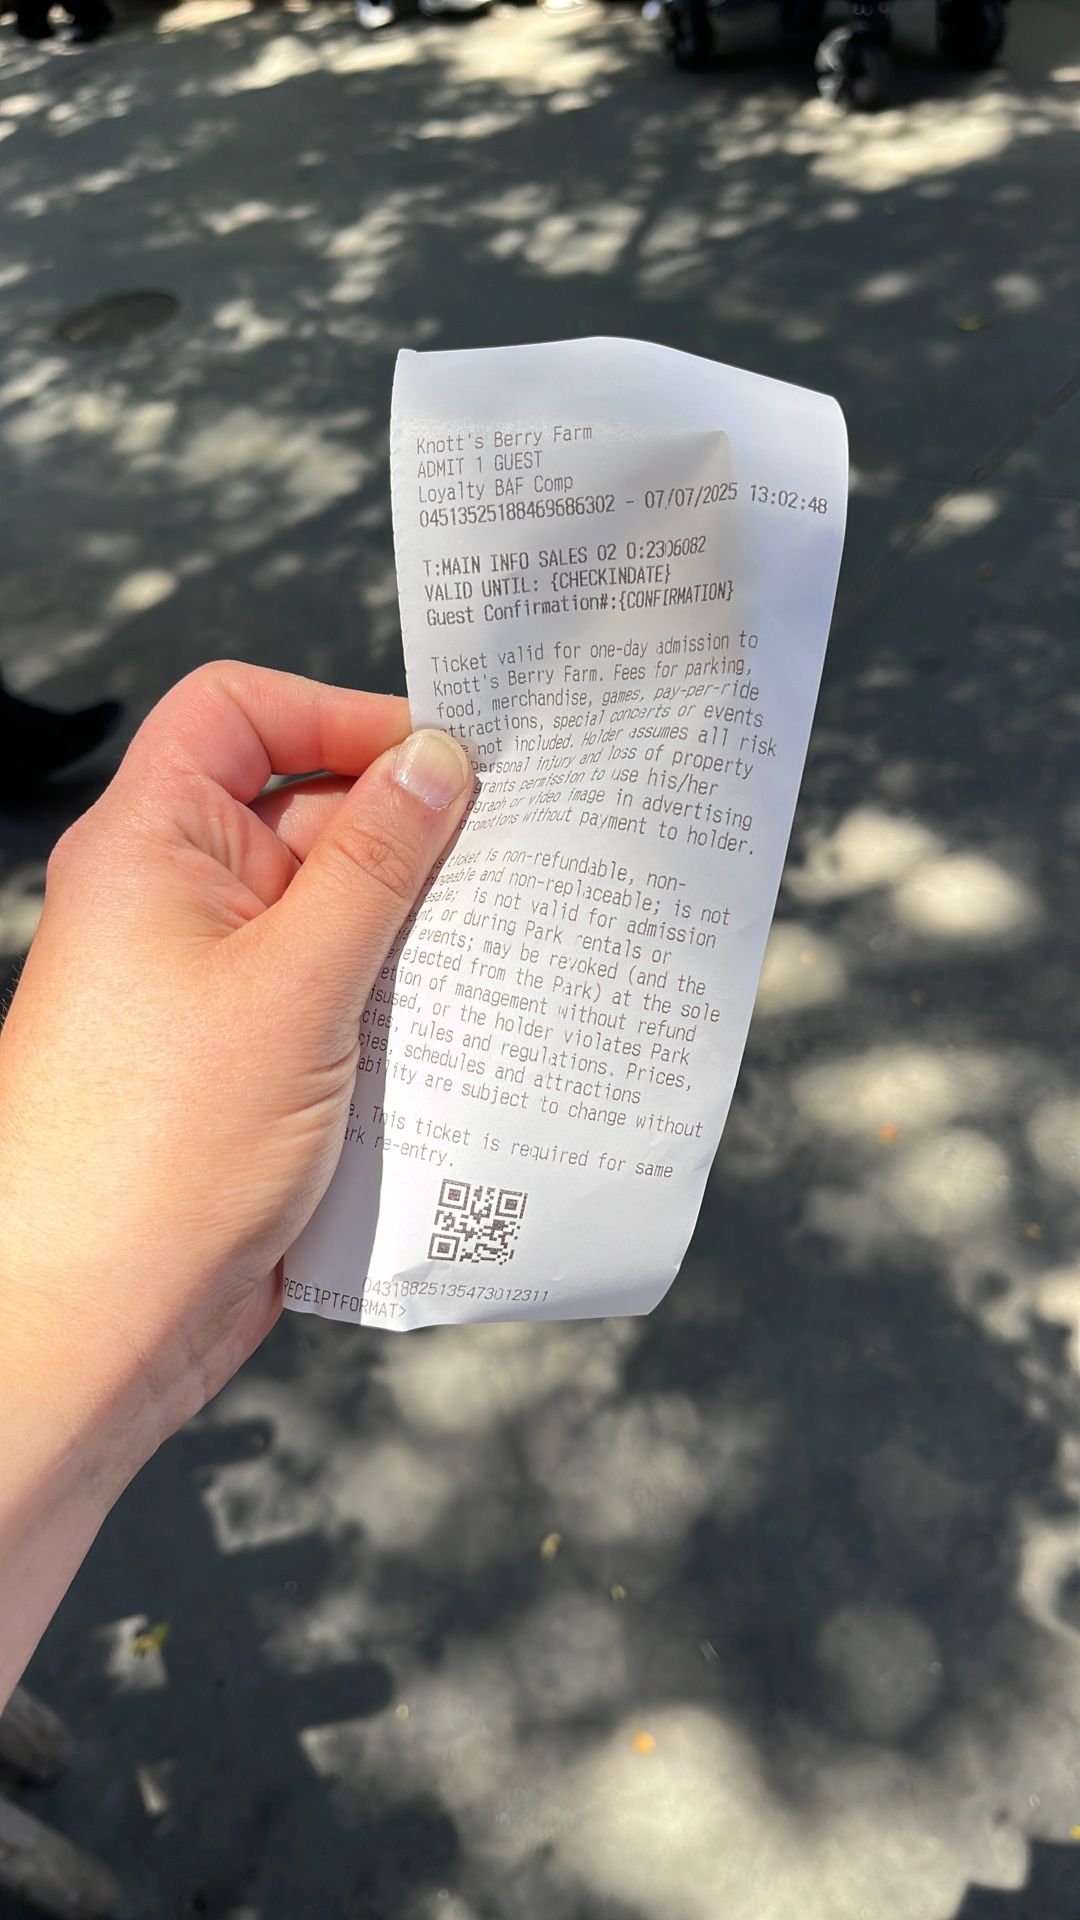 Knott's Berry Farm
ADMIT 1 GUEST
Loyalty BAF Comp
04513525188469686302 - 07/07/2025 13:02:48
T:MAIN INFO SALES 02 O:2306082
VALID UNTIL: {CHECKINDATE}
Guest Confirmation#:{CONFIRMATION}
Ticket valid for one-day admission to
Knott's Berry Farm. Fees for parking,
food, merchandise, games, pay-per-ride
attractions, special concerts or events
not included. Holder assumes all risk
personal injury and loss of property
grants permission to use his/her
ograph or video image in advertising
promotions without payment to holder.
ticket is non-refundable, non-
and non-replaceable; is not
esale; is not valid for admission
or during Park rentals or
events; may be revoked (and the
ejected from the Park) at the sole
etion of management without refund
isused, or the holder violates Park
cies, rules and regulations. Prices,
schedules and attractions
ability are subject to change without
e. This ticket is required for same
ark re-entry.
04318825135473012311
RECEIPTFORMAT>